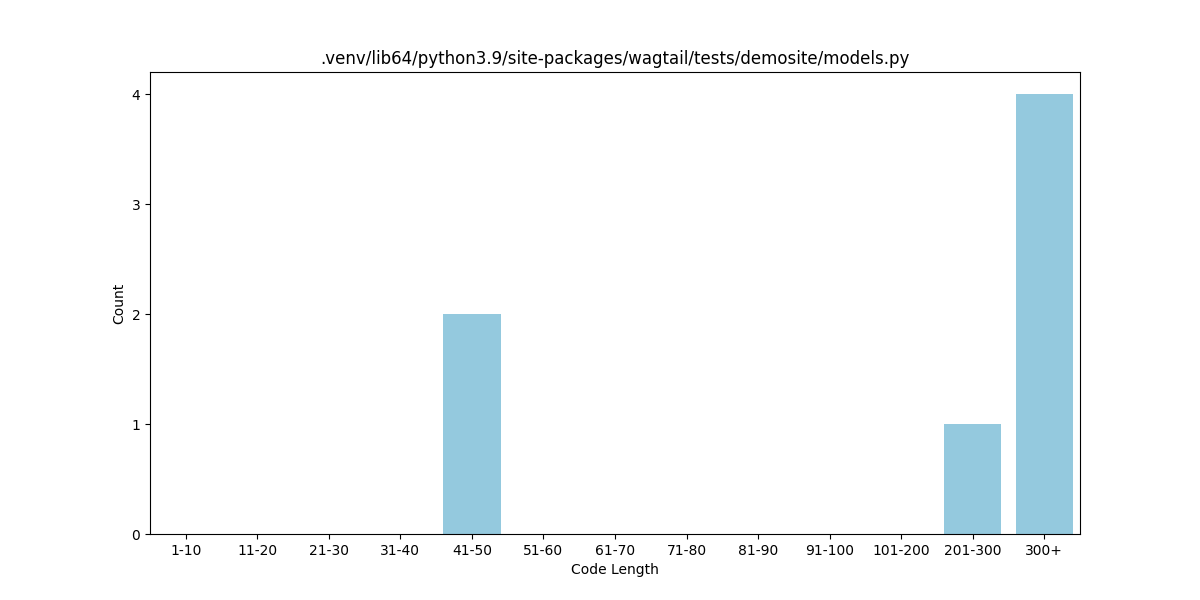 .venv/lib64/python3.9/site-packages/wagtail/tests/demosite/models.py
4
3
2
1
0
Count
1-10 11-20 21-30 31-40 41-50 51-60 61-70 71-80 81-90 91-100 101-200 201-300 300+
Code Length